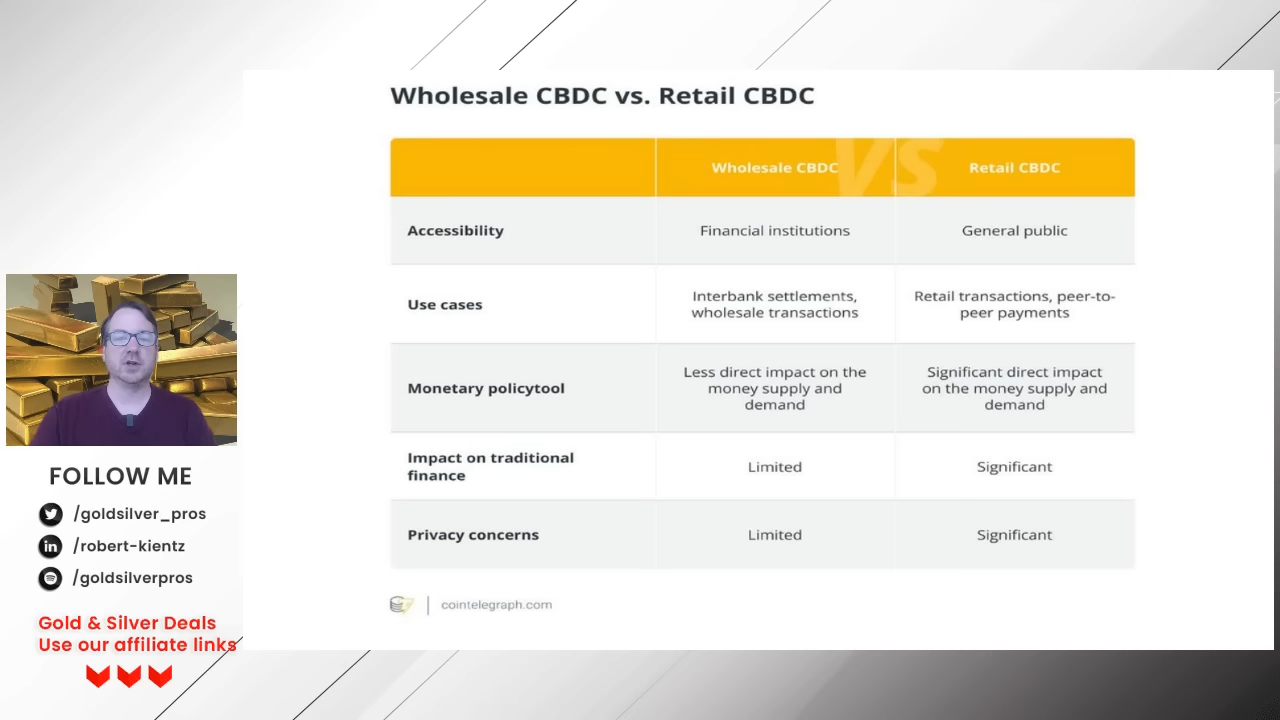 Wholesale CBDC vs. Retail CBDC
VS
Wholesale CBDC
Retail CBDC
Accessibility
Financial institutions
General public
Use cases
Interbank settlements,
wholesale transactions
Retail transactions, peer-to-
peer payments
Monetary policytool
Less direct impact on the
money supply and
demand
Significant direct impact
on the money supply and
demand
Impact on traditional
finance
Limited
Significant
Privacy concerns
Limited
Significant
cointelegraph.com
FOLLOW ME
/goldsilver_pros
/robert-kientz
/goldsilverpros
Gold & Silver Deals
Use our affiliate links